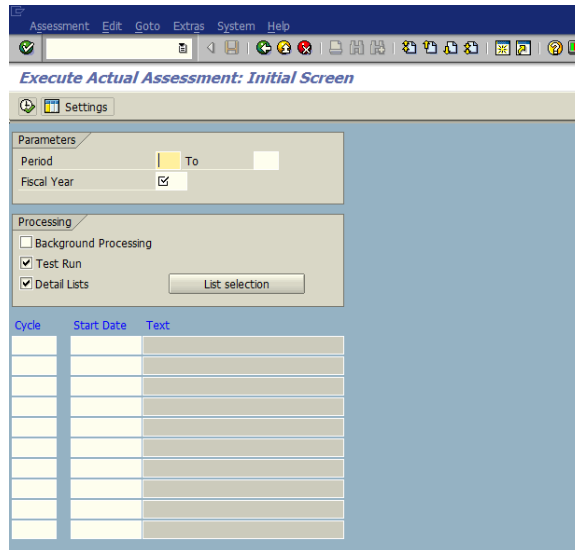 Assessment Edit Goto Extras System Help
Execute Actual Assessment: Initial Screen
Settings
Parameters
Period To
Fiscal Year
Processing
Background Processing
Test Run
Detail Lists List selection
Cycle Start Date Text